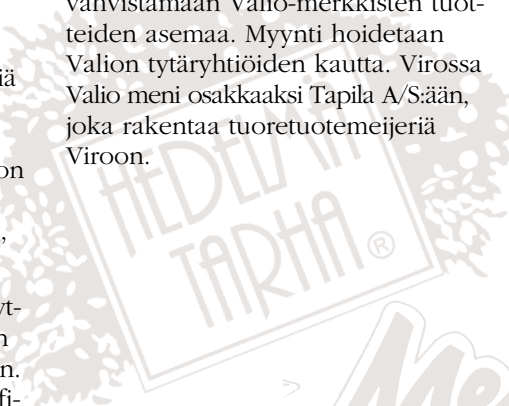 vahvistamaan Valio-merkkisten tuot-
teiden asemaa. Myynti hoidetaan
Valion tytäryhtiöiden kautta. Virossa
Valio meni osakkaaksi Tapila A/S:ään,
joka rakentaa tuoretuotemeijeriä
Viroon.
HEDELMÄ
TARHA ®